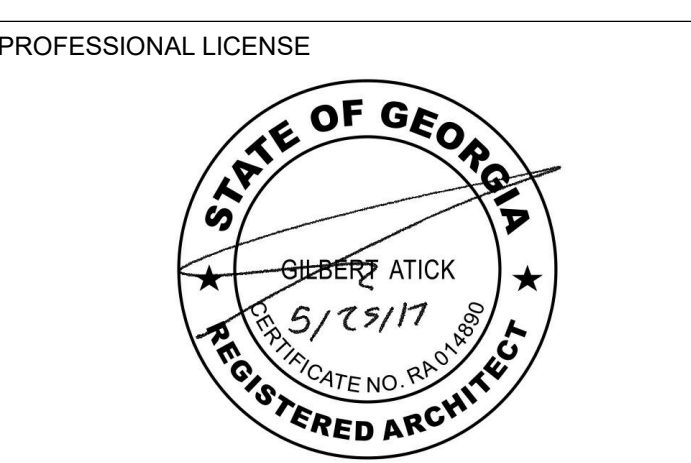 PROFESSIONAL LICENSE
STATE OF GEORGIA
GILBERT ATICK
5/25/17
CERTIFICATE NO. RA014890
REGISTERED ARCHITECT